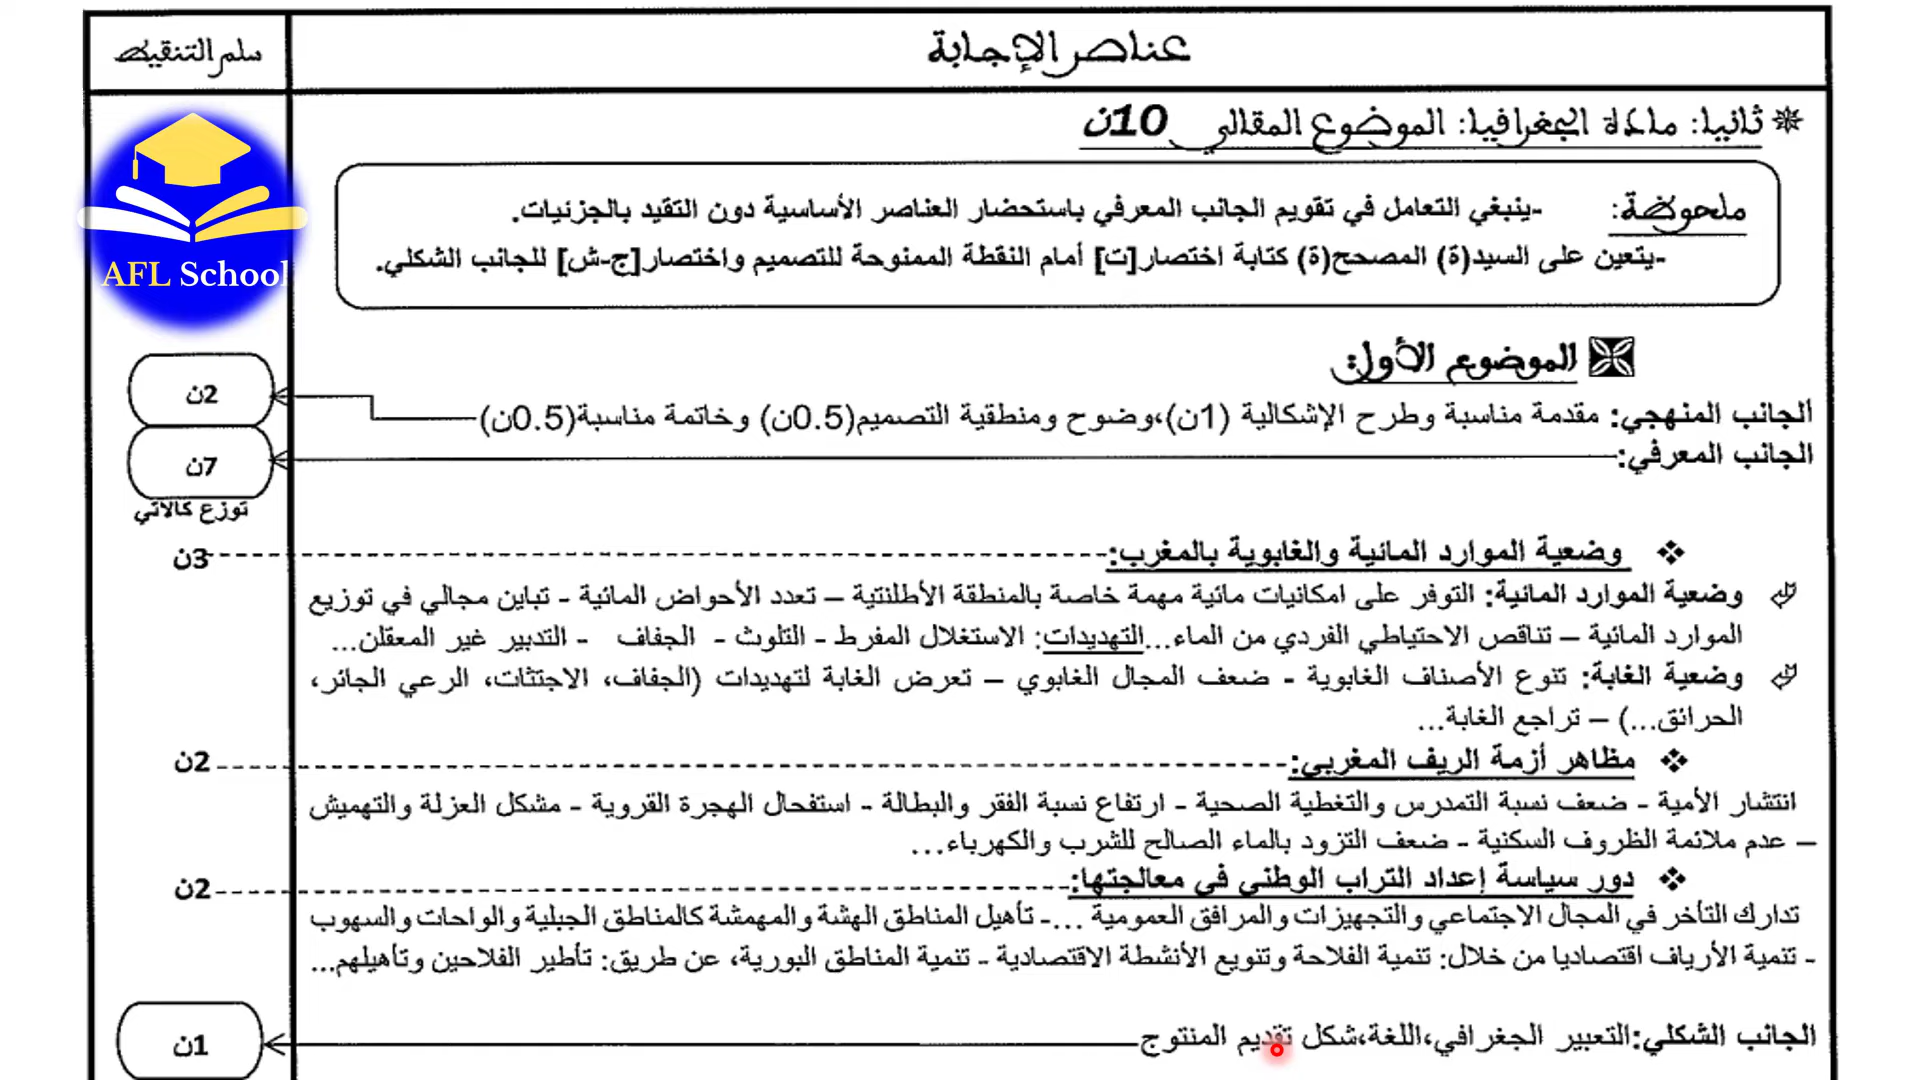 عناصر الإجابة
سلم التنقيط
ثانيا: مادة الجغرافيا: الموضوع المقالي 10ن
ملحوظة: -ينبغي التعامل في تقويم الجانب المعرفي باستحضار العناصر الأساسية دون التقيد بالجزئيات.
-يتعين على السيد(ة) المصحح(ة) كتابة اختصار[ت] أمام النقطة الممنوحة للتصميم واختصار[ج-ش] للجانب الشكلي.
AFL School
الموضوع الأول:
الجانب المنهجي: مقدمة مناسبة وطرح الإشكالية (1ن)،وضوح ومنطقية التصميم(0.5ن) وخاتمة مناسبة(0.5ن)
2ن
الجانب المعرفي:
7ن
توزع كالآتي
وضعية الموارد المائية والغابوية بالمغرب: 3ن
وضعية الموارد المائية: التوفر على امكانيات مائية مهمة خاصة بالمنطقة الأطلنتية – تعدد الأحواض المائية - تباين مجالي في توزيع
الموارد المائية – تناقص الاحتياطي الفردي من الماء...التهديدات: الاستغلال المفرط - التلوث - الجفاف - التدبير غير المعقلن...
وضعية الغابة: تنوع الأصناف الغابوية - ضعف المجال الغابوي – تعرض الغابة لتهديدات (الجفاف، الاجتثات، الرعي الجائر،
الحرائق...) – تراجع الغابة...
مظاهر أزمة الريف المغربي: 2ن
انتشار الأمية - ضعف نسبة التمدرس والتغطية الصحية - ارتفاع نسبة الفقر والبطالة - استفحال الهجرة القروية - مشكل العزلة والتهميش
– عدم ملائمة الظروف السكنية - ضعف التزود بالماء الصالح للشرب والكهرباء...
دور سياسة إعداد التراب الوطني في معالجتها: 2ن
تدارك التأخر في المجال الاجتماعي والتجهيزات والمرافق العمومية ...- تأهيل المناطق الهشة والمهمشة كالمناطق الجبلية والواحات والسهوب
- تنمية الأرياف اقتصاديا من خلال: تنمية الفلاحة وتنويع الأنشطة الاقتصادية - تنمية المناطق البورية، عن طريق: تأطير الفلاحين وتأهيلهم...
الجانب الشكلي:التعبير الجغرافي،اللغة،شكل تقديم المنتوج
1ن